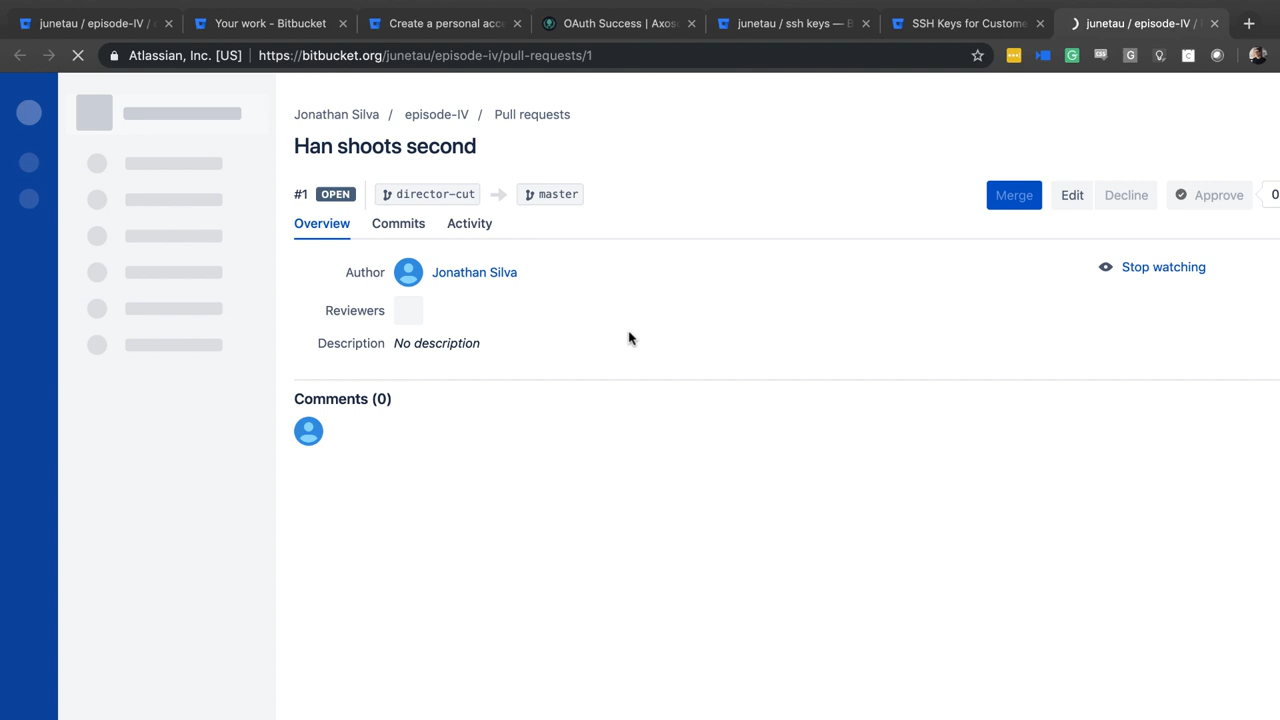 junetau / episode-IV /
Your work - Bitbucket
Create a personal acce
OAuth Success | Axos
junetau / ssh keys — B
SSH Keys for Custome
junetau / episode-IV /
Atlassian, Inc. [US]
https://bitbucket.org/junetau/episode-iv/pull-requests/1
Jonathan Silva / episode-IV / Pull requests
Han shoots second
#1 OPEN director-cut master
Merge Edit Decline Approve 0
Overview Commits Activity
Author Jonathan Silva
Stop watching
Reviewers
Description No description
Comments (0)